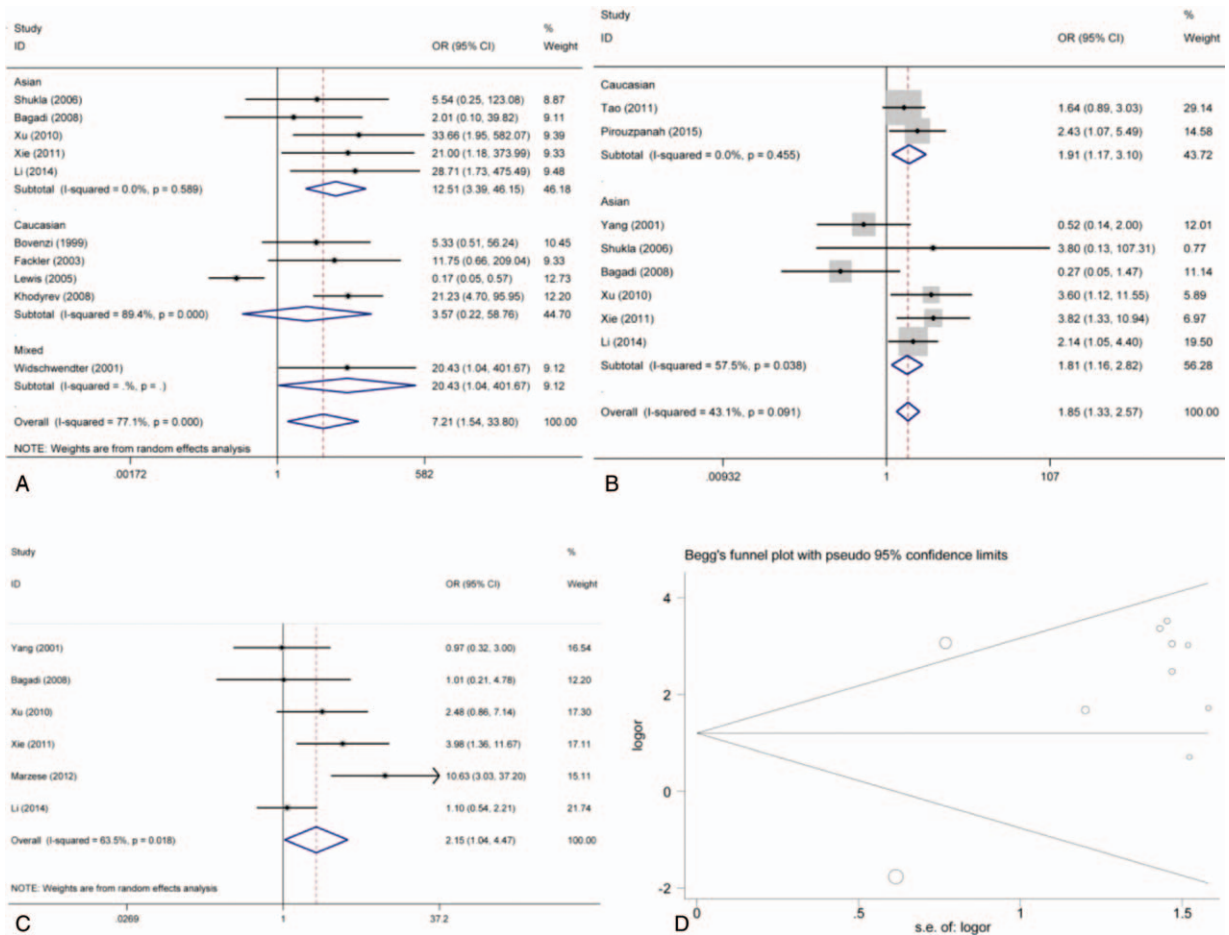 Study %
ID OR (95% CI) Weight
Asian
Shukla (2006) 5.54 (0.25, 123.08) 8.87
Bagadi (2008) 2.01 (0.10, 39.82) 9.11
Xu (2010) 33.66 (1.95, 582.07) 9.39
Xie (2011) 21.00 (1.18, 373.99) 9.33
Li (2014) 28.71 (1.73, 475.49) 9.48
Subtotal (I-squared = 0.0%, p = 0.589) 12.51 (3.39, 46.15) 46.18
.
Caucasian
Bovenzi (1999) 5.33 (0.51, 56.24) 10.45
Fackler (2003) 11.75 (0.66, 209.04) 9.33
Lewis (2005) 0.17 (0.05, 0.57) 12.73
Khodyrev (2008) 21.23 (4.70, 95.95) 12.20
Subtotal (I-squared = 89.4%, p = 0.000) 3.57 (0.22, 58.76) 44.70
.
Mixed
Widschwendter (2001) 20.43 (1.04, 401.67) 9.12
Subtotal (I-squared = .%, p = .) 20.43 (1.04, 401.67) 9.12
.
Overall (I-squared = 77.1%, p = 0.000) 7.21 (1.54, 33.80) 100.00
NOTE: Weights are from random effects analysis
.00172 1 582
A
Study %
ID OR (95% CI) Weight
Caucasian
Tao (2011) 1.64 (0.89, 3.03) 29.14
Pirouzpanah (2015) 2.43 (1.07, 5.49) 14.58
Subtotal (I-squared = 0.0%, p = 0.455) 1.91 (1.17, 3.10) 43.72
.
Asian
Yang (2001) 0.52 (0.14, 2.00) 12.01
Shukla (2006) 3.80 (0.13, 107.31) 0.77
Bagadi (2008) 0.27 (0.05, 1.47) 11.14
Xu (2010) 3.60 (1.12, 11.55) 5.89
Xie (2011) 3.82 (1.33, 10.94) 6.97
Li (2014) 2.14 (1.05, 4.40) 19.50
Subtotal (I-squared = 57.5%, p = 0.038) 1.81 (1.16, 2.82) 56.28
.
Overall (I-squared = 43.1%, p = 0.091) 1.85 (1.33, 2.57) 100.00
.00932 1 107
B
Study %
ID OR (95% CI) Weight
Yang (2001) 0.97 (0.32, 3.00) 16.54
Bagadi (2008) 1.01 (0.21, 4.78) 12.20
Xu (2010) 2.48 (0.86, 7.14) 17.30
Xie (2011) 3.98 (1.36, 11.67) 17.11
Marzese (2012) 10.63 (3.03, 37.20) 15.11
Li (2014) 1.10 (0.54, 2.21) 21.74
Overall (I-squared = 63.5%, p = 0.018) 2.15 (1.04, 4.47) 100.00
NOTE: Weights are from random effects analysis
.0269 1 37.2
C
Begg's funnel plot with pseudo 95% confidence limits
4
2
0
-2
logor
0 .5 1 1.5
s.e. of: logor
D